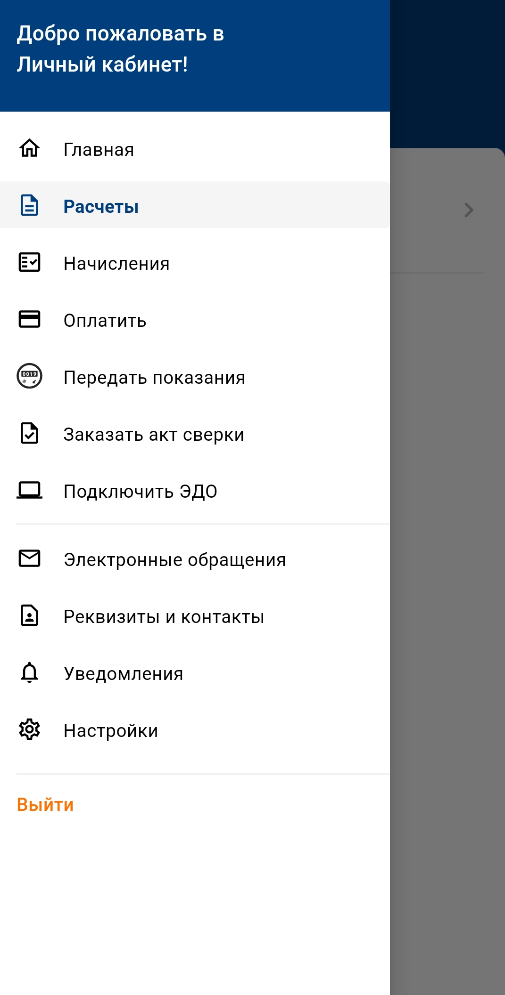 Добро пожаловать в
Личный кабинет!
Главная
Расчеты
Начисления
Оплатить
Передать показания
Заказать акт сверки
Подключить ЭДО
Электронные обращения
Реквизиты и контакты
Уведомления
Настройки
Выйти